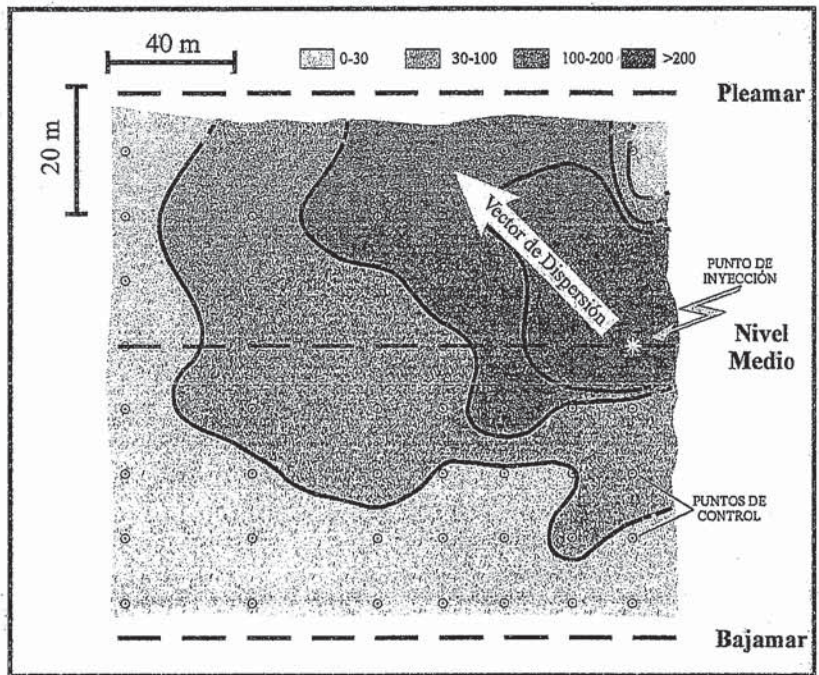 40 m
0-30
30-100
100-200
>200
Pleamar
20 m
Vector de Dispersión
PUNTO DE
INYECCIÓN
Nivel
Medio
PUNTOS DE
CONTROL
Bajamar